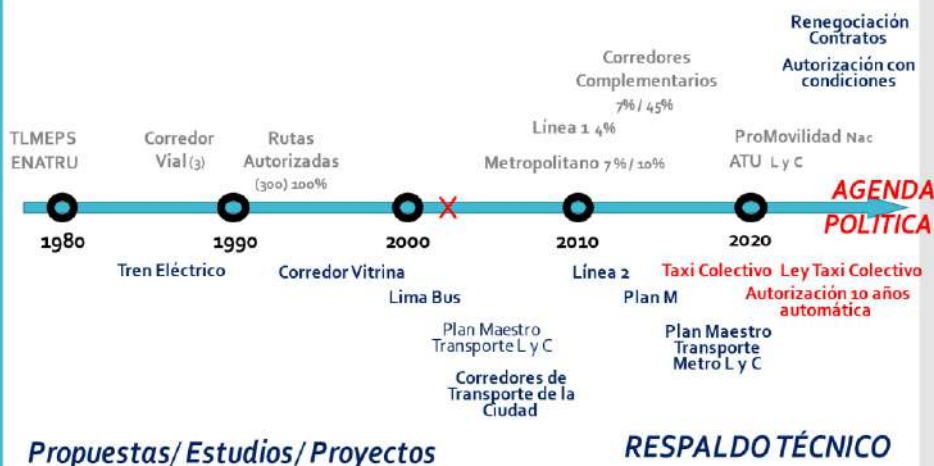 Renegociación
Contratos
Autorización con
condiciones
Corredores
Complementarios
7% / 45%
Línea 1 4%
Metropolitano 7 % / 10%
TLMEPS
ENATRU
Corredor
Vial (3)
Rutas
Autorizadas
(300) 100%
ProMovilidad Nac
ATU L y C
AGENDA
POLITICA
1980
1990
2000
2010
2020
Tren Eléctrico
Corredor Vitrina
Lima Bus
Plan Maestro
Transporte L y C
Corredores de
Transporte de la
Ciudad
Línea 2
Plan M
Taxi Colectivo
Ley Taxi Colectivo
Autorización 10 años
automática
Plan Maestro
Transporte
Metro L y C
Propuestas/ Estudios/ Proyectos
RESPALDO TÉCNICO